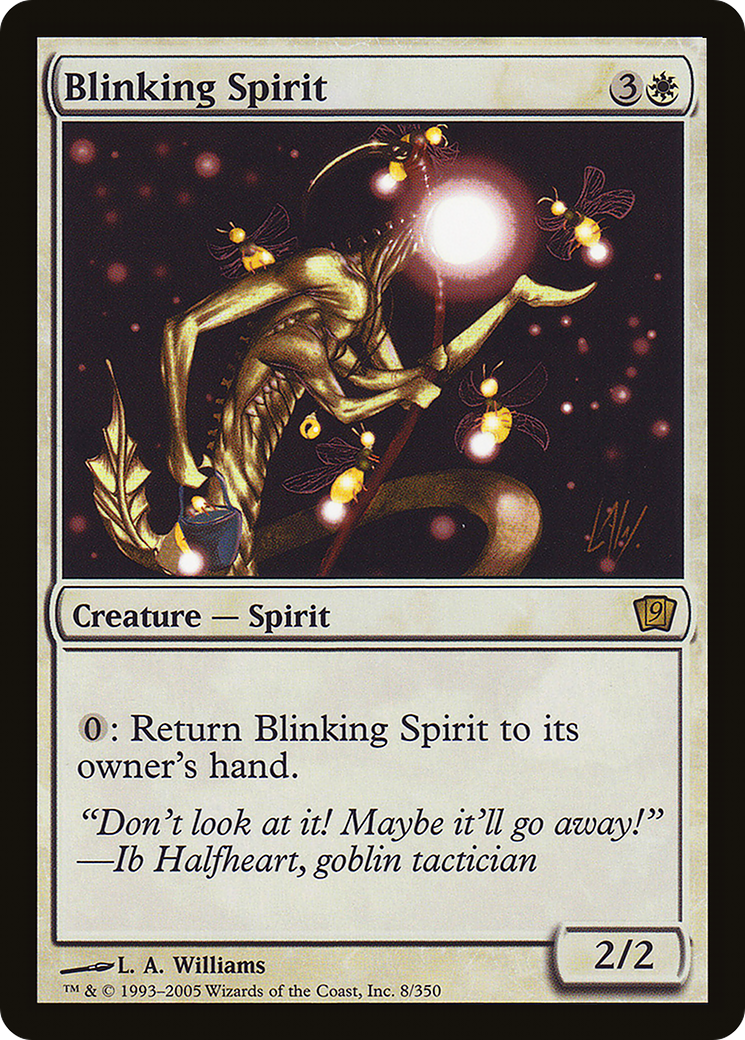 Blinking Spirit 3
LAW.
Creature — Spirit 9
0: Return Blinking Spirit to its
owner's hand.
“Don't look at it! Maybe it'll go away!”
—Ib Halfheart, goblin tactician
2/2
L. A. Williams
™ & © 1993–2005 Wizards of the Coast, Inc. 8/350